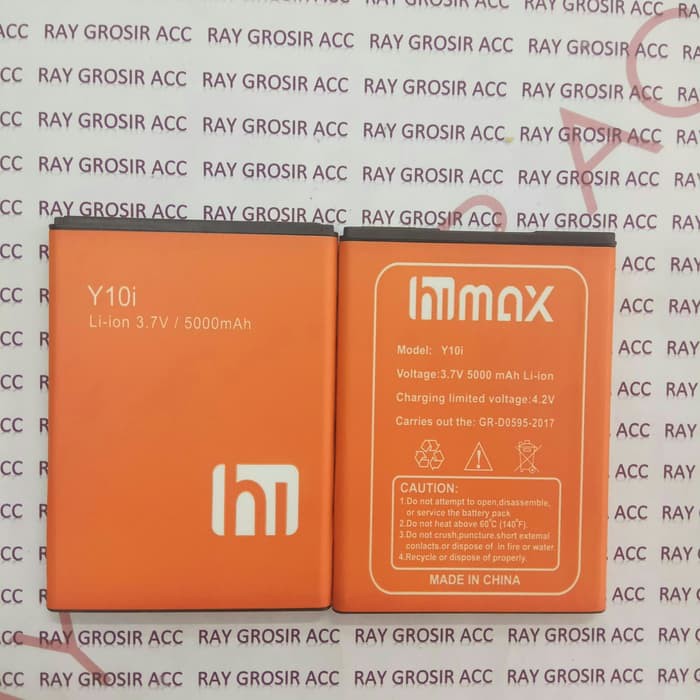 RAY GROSIR ACC
Y10i
Li-ion 3.7V / 5000mAh
hi
himax
Model: Y10i
Voltage:3.7V 5000 mAh Li-ion
Charging limited voltage:4.2V
Carries out the: GR-D0595-2017
CAUTION:
1.Do not attempt to open,disassemble,
or service the battery pack
2.Do not heat above 60°C (140°F).
3.Do not crush,puncture,short external
contacts,or dispose of in fire or water.
4.Recycle or dispose of properly.
MADE IN CHINA